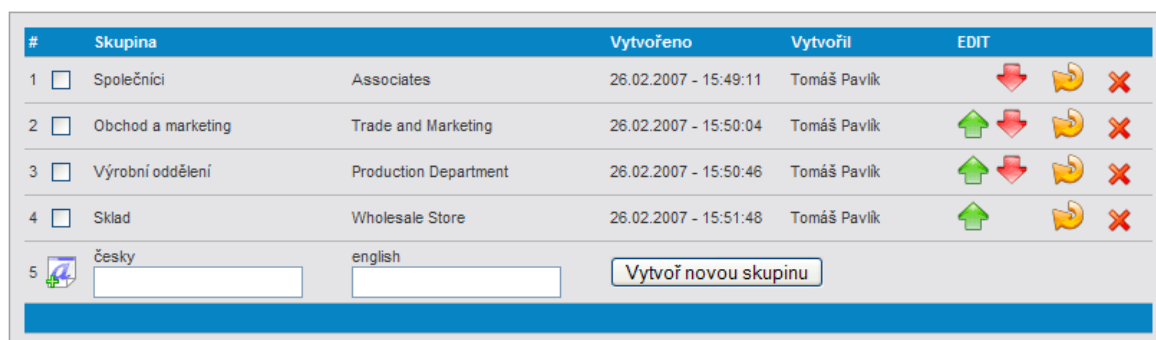 # Skupina Vytvořeno Vytvořil EDIT
1 Společníci Associates 26.02.2007 - 15:49:11 Tomáš Pavlík
2 Obchod a marketing Trade and Marketing 26.02.2007 - 15:50:04 Tomáš Pavlík
3 Výrobní oddělení Production Department 26.02.2007 - 15:50:46 Tomáš Pavlík
4 Sklad Wholesale Store 26.02.2007 - 15:51:48 Tomáš Pavlík
česky english
5 a Vytvoř novou skupinu